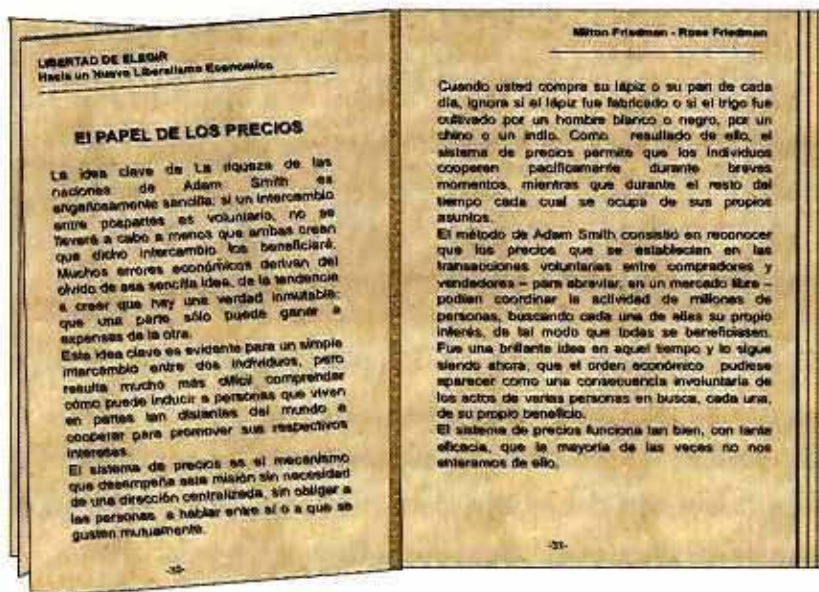 LIBERTAD DE ELEGIR
Hacia un Nuevo Liberalismo Economico
El PAPEL DE LOS PRECIOS
La idea clave de La riqueza de las
naciones de Adam Smith es
engañosamente sencilla: si un intercambio
entre pospartes es voluntario, no se
llevará a cabo a menos que ambas crean
que dicho intercambio los beneficiará.
Muchos errores económicos derivan del
olvido de esa sencilla idea, de la tendencia
a creer que hay una verdad inmutable:
que una parte sólo puede ganar a
expensas de la otra.
Esta idea clave es evidente para un simple
intercambio entre dos individuos, pero
resulta mucho más difícil comprender
cómo puede inducir a personas que viven
en partes tan distantes del mundo a
cooperar para promover sus respectivos
intereses.
El sistema de precios es el mecanismo
que desempeña esta misión sin necesidad
de una dirección centralizada, sin obligar a
las personas a hablar entre sí o a que se
gusten mutuamente.
Milton Friedman - Rose Friedman
Cuando usted compra su lápiz o su pan de cada
día, ignora si el lápiz fue fabricado o si el trigo fue
cultivado por un hombre blanco o negro, por un
chino o un indio. Como resultado de ello, el
sistema de precios permite que los individuos
cooperen pacíficamente durante breves
momentos, mientras que durante el resto del
tiempo cada cual se ocupa de sus propios
asuntos.
El método de Adam Smith consistió en reconocer
que los precios que se establecían en las
transacciones voluntarias entre compradores y
vendedores – para abreviar, en un mercado libre –
podían coordinar la actividad de millones de
personas, buscando cada una de ellas su propio
interés, de tal modo que todas se beneficiasen.
Fue una brillante idea en aquel tiempo y lo sigue
siendo ahora, que el orden económico pudiese
aparecer como una consecuencia involuntaria de
los actos de varias personas en busca, cada una,
de su propio beneficio.
El sistema de precios funciona tan bien, con tanta
eficacia, que la mayoría de las veces no nos
enteramos de ello.
-31-